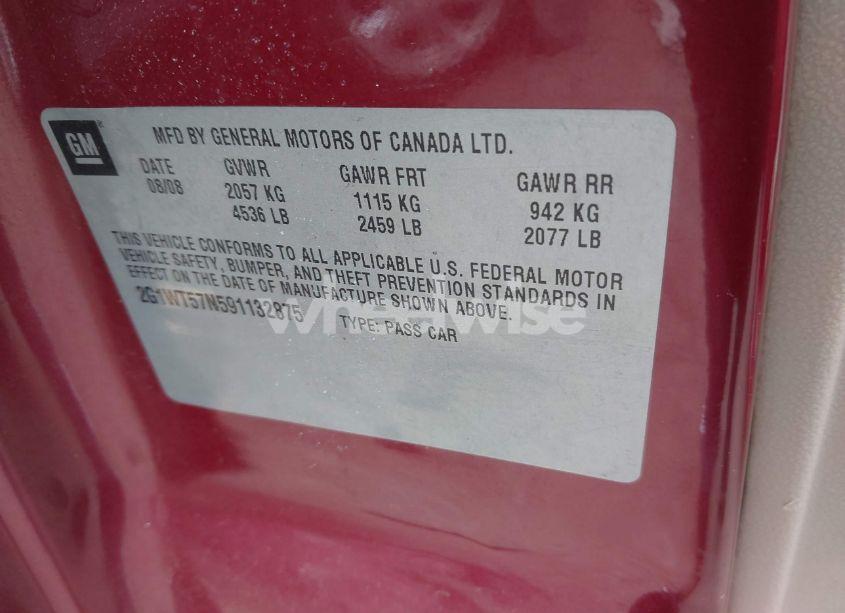 GM
MFD BY GENERAL MOTORS OF CANADA LTD.
DATE GVWR GAWR FRT GAWR RR
08/08 2057 KG 1115 KG 942 KG
4536 LB 2459 LB 2077 LB
THIS VEHICLE CONFORMS TO ALL APPLICABLE U.S. FEDERAL MOTOR
VEHICLE SAFETY, BUMPER, AND THEFT PREVENTION STANDARDS IN
EFFECT ON THE DATE OF MANUFACTURE SHOWN ABOVE.
2G1WT57N591132875 TYPE: PASS CAR
wheelwise